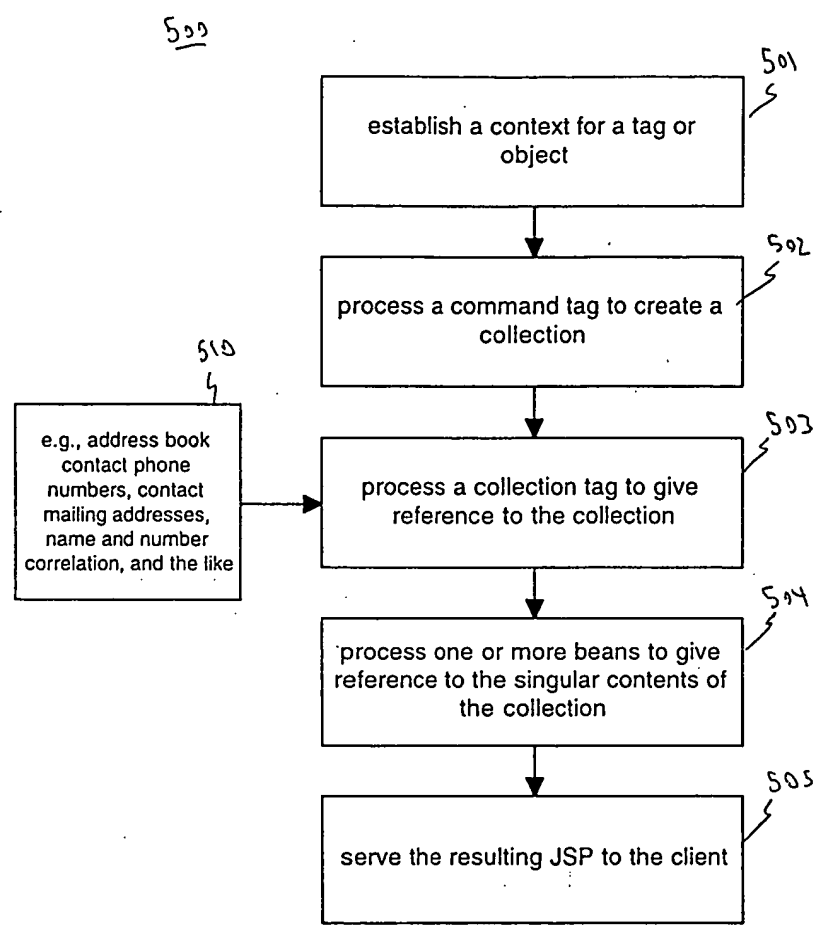 500
501
establish a context for a tag or
object
502
process a command tag to create a
collection
510
e.g., address book
contact phone
numbers, contact
mailing addresses,
name and number
correlation, and the like
503
process a collection tag to give
reference to the collection
504
process one or more beans to give
reference to the singular contents of
the collection
505
serve the resulting JSP to the client